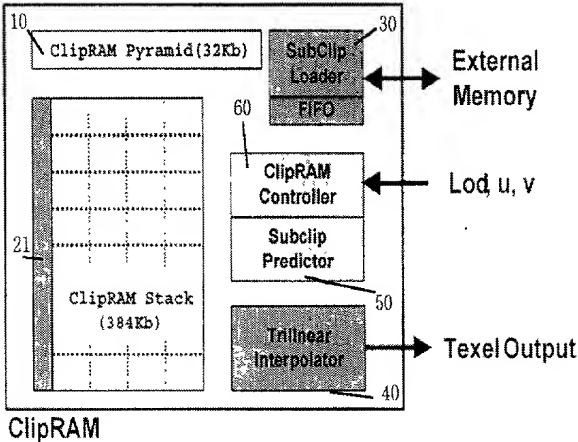 10
ClipRAM Pyramid(32Kb)
30
SubClip
Loader
FIFO
External
Memory
60
ClipRAM
Controller
Lod, u, v
Subclip
Predictor
50
21
ClipRAM Stack
(384Kb)
Trilinear
Interpolator
40
Texel Output
ClipRAM